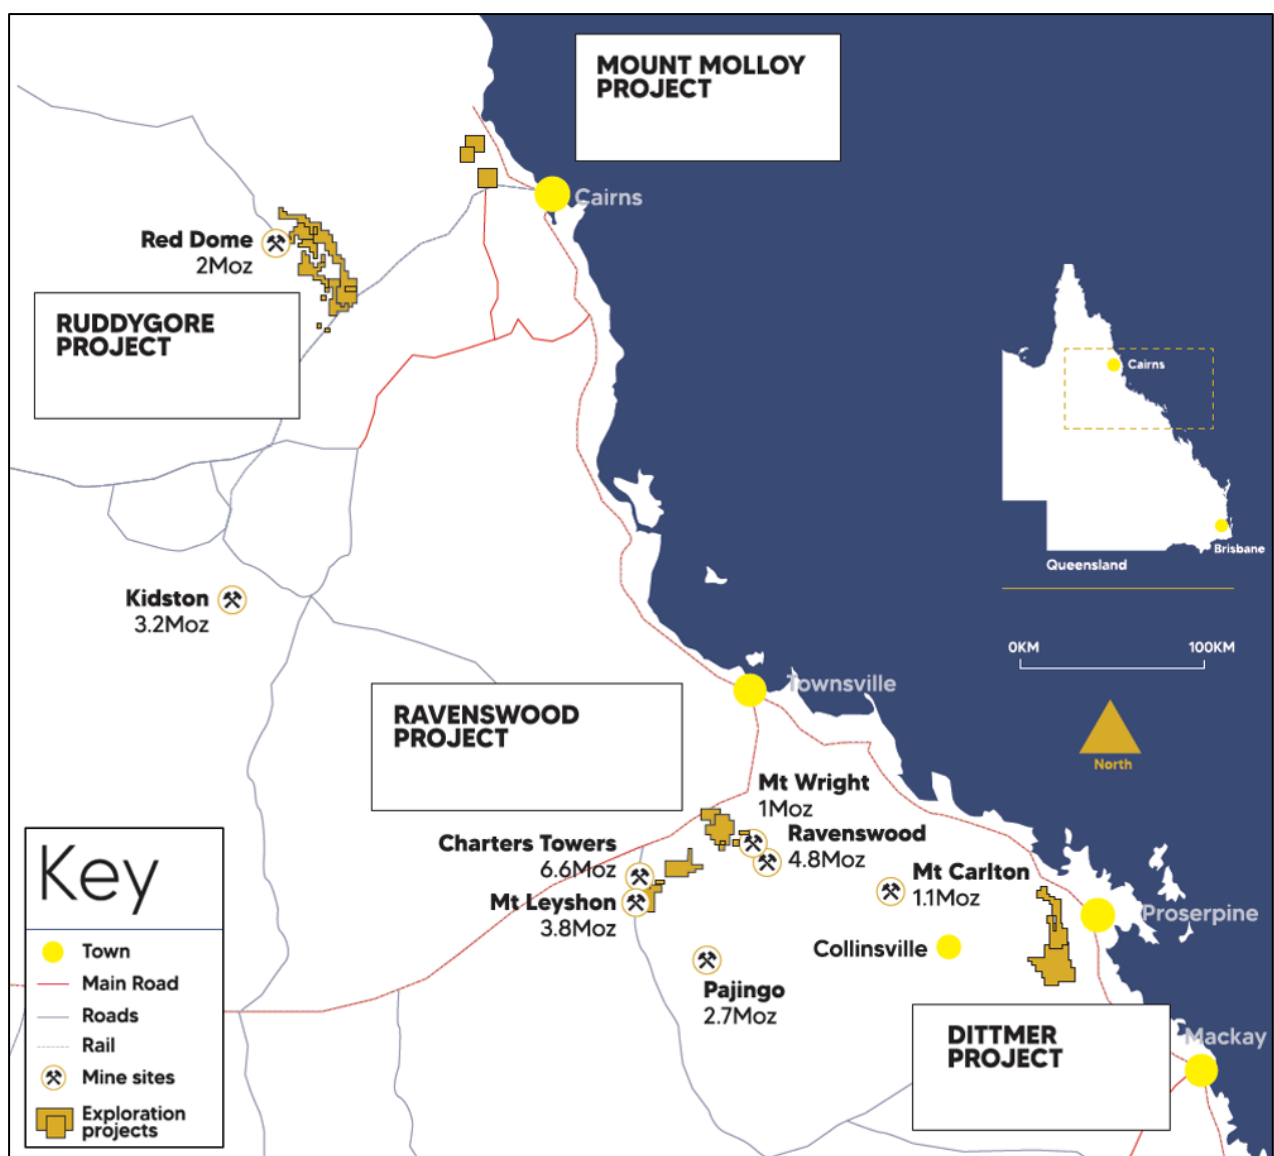 MOUNT MOLLOY
PROJECT
Cairns
Red Dome
2Moz
RUDDYGORE
PROJECT
Cairns
Brisbane
Queensland
Kidston
3.2Moz
0KM 100KM
Townsville
RAVENSWOOD
PROJECT
North
Mt Wright
1Moz
Ravenswood
4.8Moz
Charters Towers
6.6Moz
Mt Leyshon
3.8Moz
Mt Carlton
1.1Moz
Proserpine
Collinsville
Pajingo
2.7Moz
DITTMER
PROJECT
Mackay
Key
Town
Main Road
Roads
Rail
Mine sites
Exploration
projects